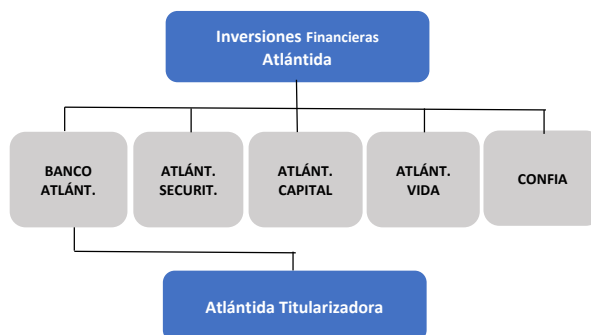 Inversiones Financieras
Atlántida
BANCO
ATLÁNT.
ATLÁNT.
SECURIT.
ATLÁNT.
CAPITAL
ATLÁNT.
VIDA
CONFIA
Atlántida Titularizadora